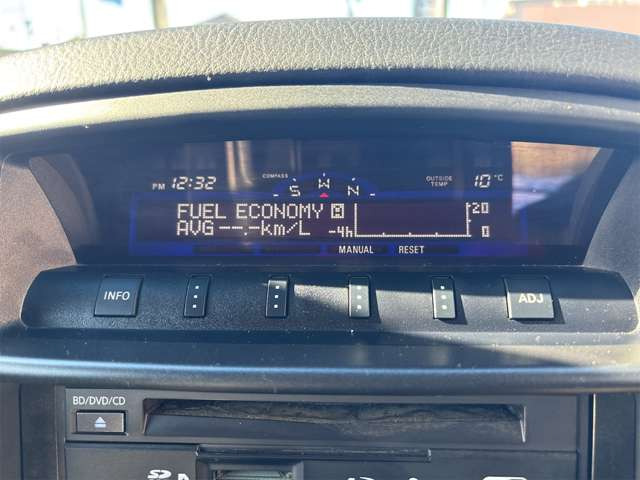 COMPASS
OUTSIDE TEMP
PM 12:32
S W N
10 °C
FUEL ECONOMY M 20
AVG --.-km/L -4h 0
MANUAL RESET
INFO
ADJ
BD/DVD/CD
SD